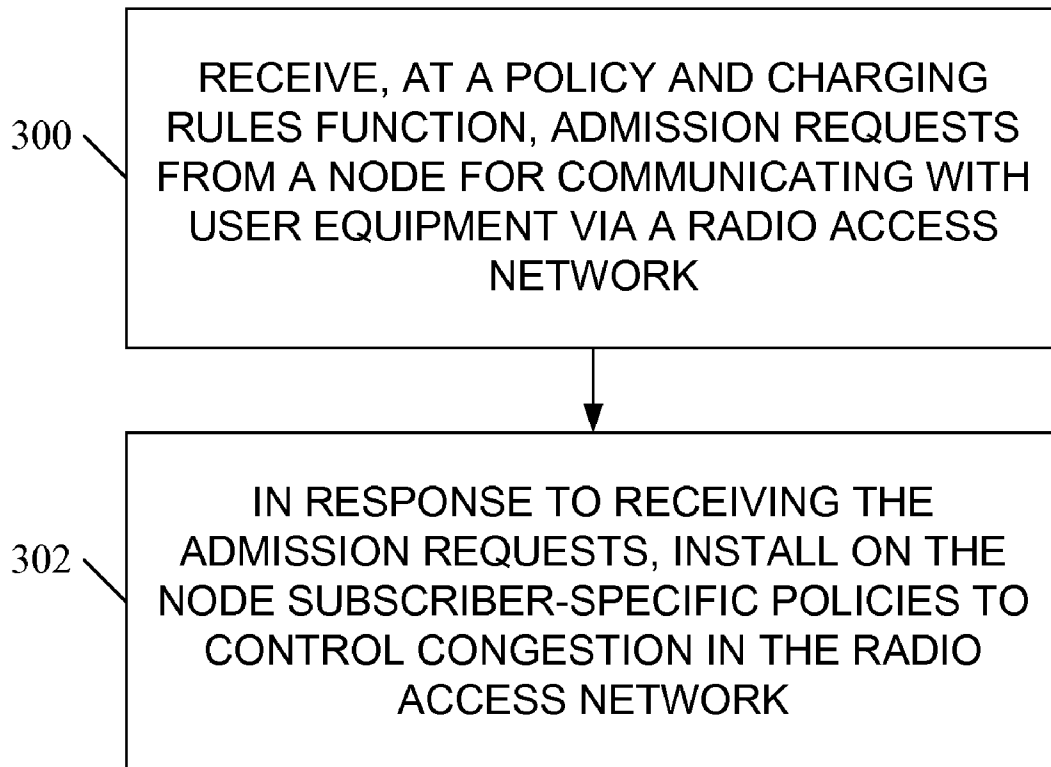 RECEIVE, AT A POLICY AND CHARGING
RULES FUNCTION, ADMISSION REQUESTS
FROM A NODE FOR COMMUNICATING WITH
USER EQUIPMENT VIA A RADIO ACCESS
NETWORK
300
IN RESPONSE TO RECEIVING THE
ADMISSION REQUESTS, INSTALL ON THE
NODE SUBSCRIBER-SPECIFIC POLICIES TO
CONTROL CONGESTION IN THE RADIO
ACCESS NETWORK
302